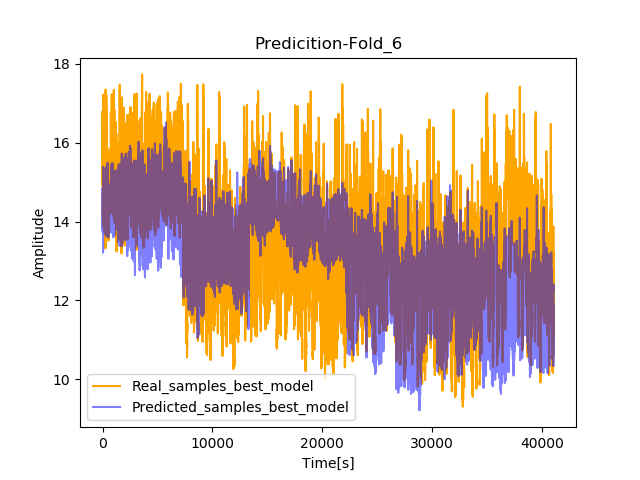 Predicition-Fold_6
18
16
14
12
10
Amplitude
Real_samples_best_model
Predicted_samples_best_model
0
10000
20000
30000
40000
Time[s]